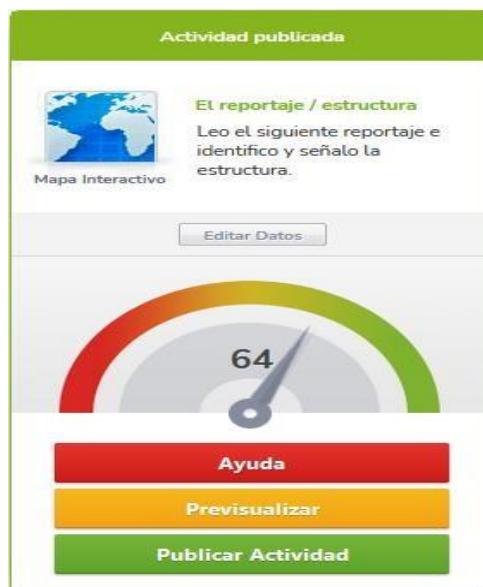 Actividad publicada
El reportaje / estructura
Leo el siguiente reportaje e
identifico y señalo la
estructura.
Mapa Interactivo
Editar Datos
64
Ayuda
Previsualizar
Publicar Actividad